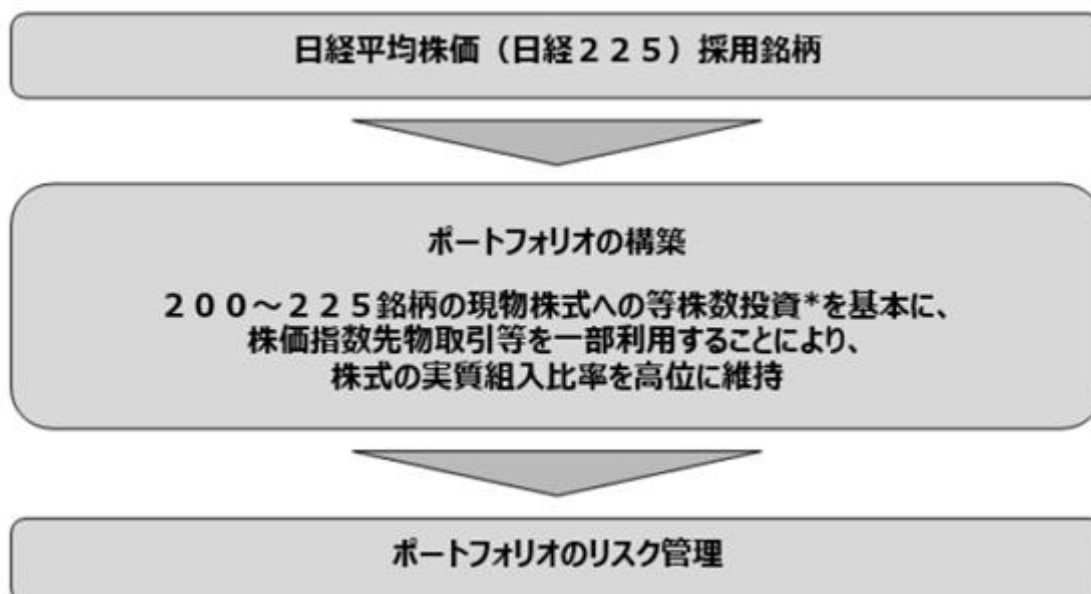 日経平均株価（日経２２５）採用銘柄
ポートフォリオの構築
２００～２２５銘柄の現物株式への等株数投資*を基本に、
株価指数先物取引等を一部利用することにより、
株式の実質組入比率を高位に維持
ポートフォリオのリスク管理